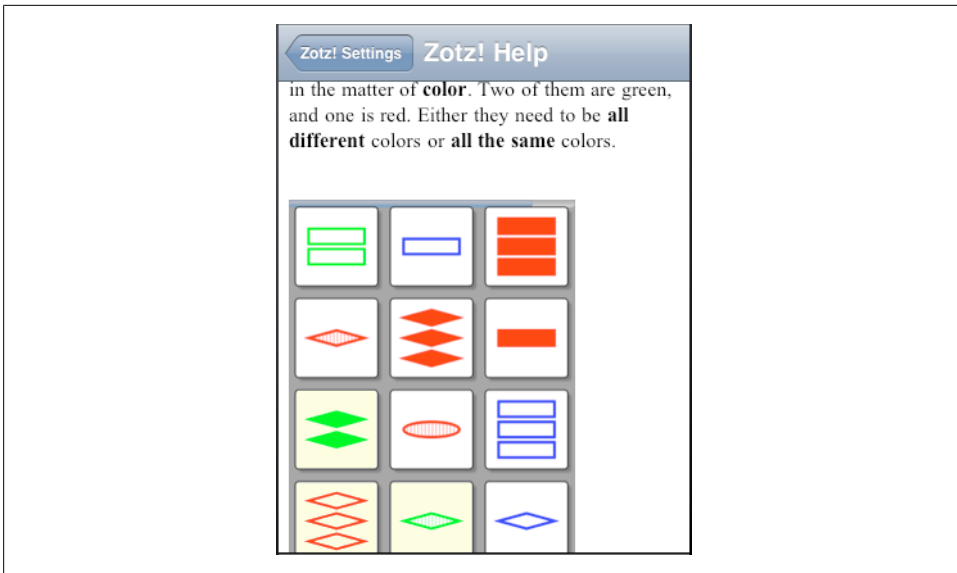 Zotz! Settings Zotz! Help
in the matter of color. Two of them are green,
and one is red. Either they need to be all
different colors or all the same colors.